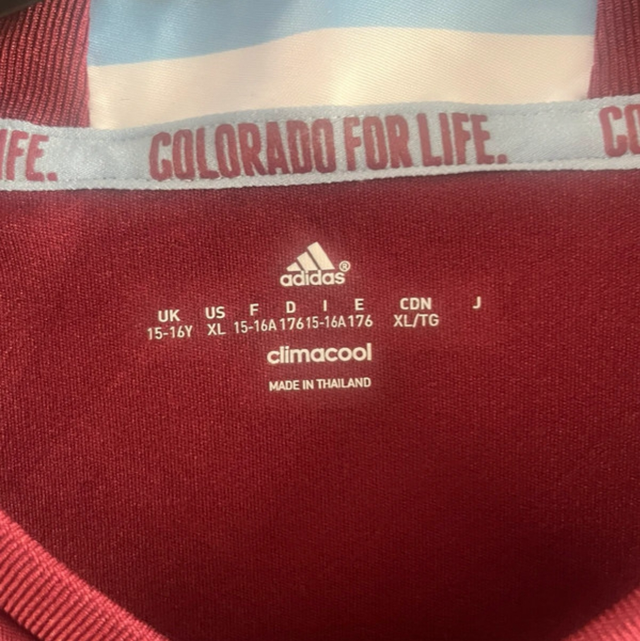 IFE. COLORADO FOR LIFE. CO
adidas®
UK US F D I E CDN J
15-16Y XL 15-16A 176 15-16A 176 XL/TG
climacool
MADE IN THAILAND